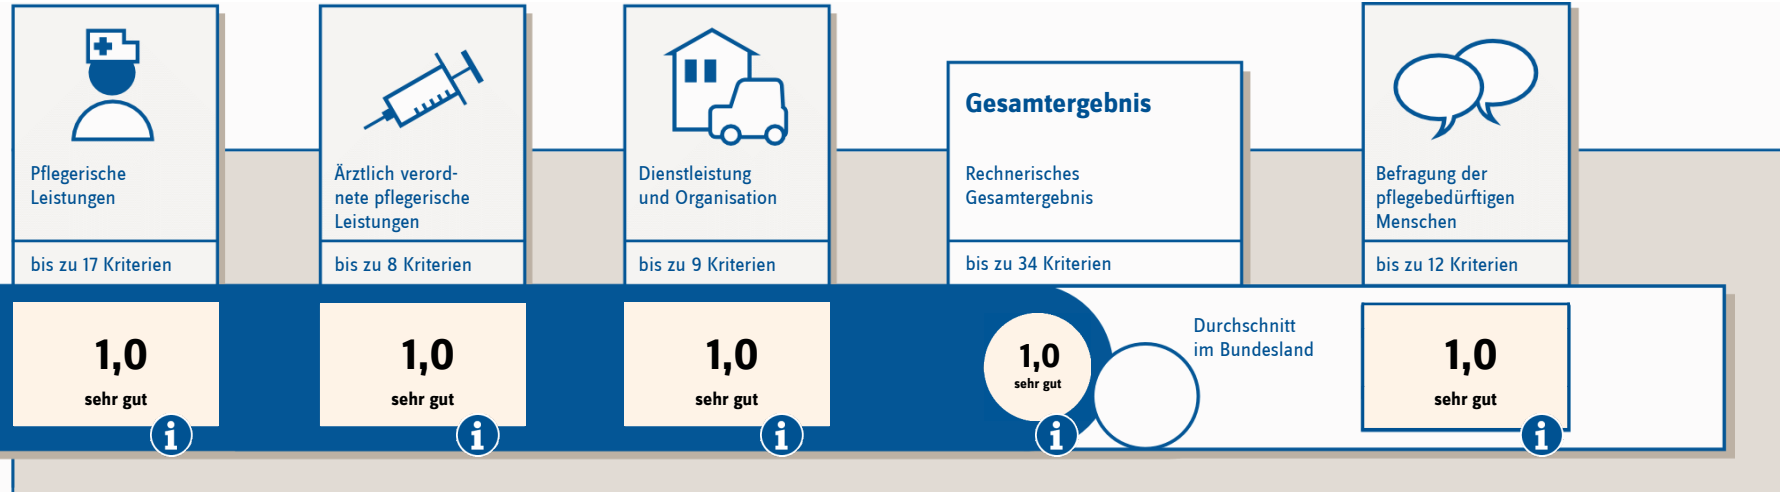 Pflegerische
Leistungen
bis zu 17 Kriterien
1,0
sehr gut
i
Ärztlich verord-
nete pflegerische
Leistungen
bis zu 8 Kriterien
1,0
sehr gut
i
Dienstleistung
und Organisation
bis zu 9 Kriterien
1,0
sehr gut
i
Gesamtergebnis
Rechnerisches
Gesamtergebnis
bis zu 34 Kriterien
1,0
sehr gut
i
Durchschnitt
im Bundesland
Befragung der
pflegebedürftigen
Menschen
bis zu 12 Kriterien
1,0
sehr gut
i